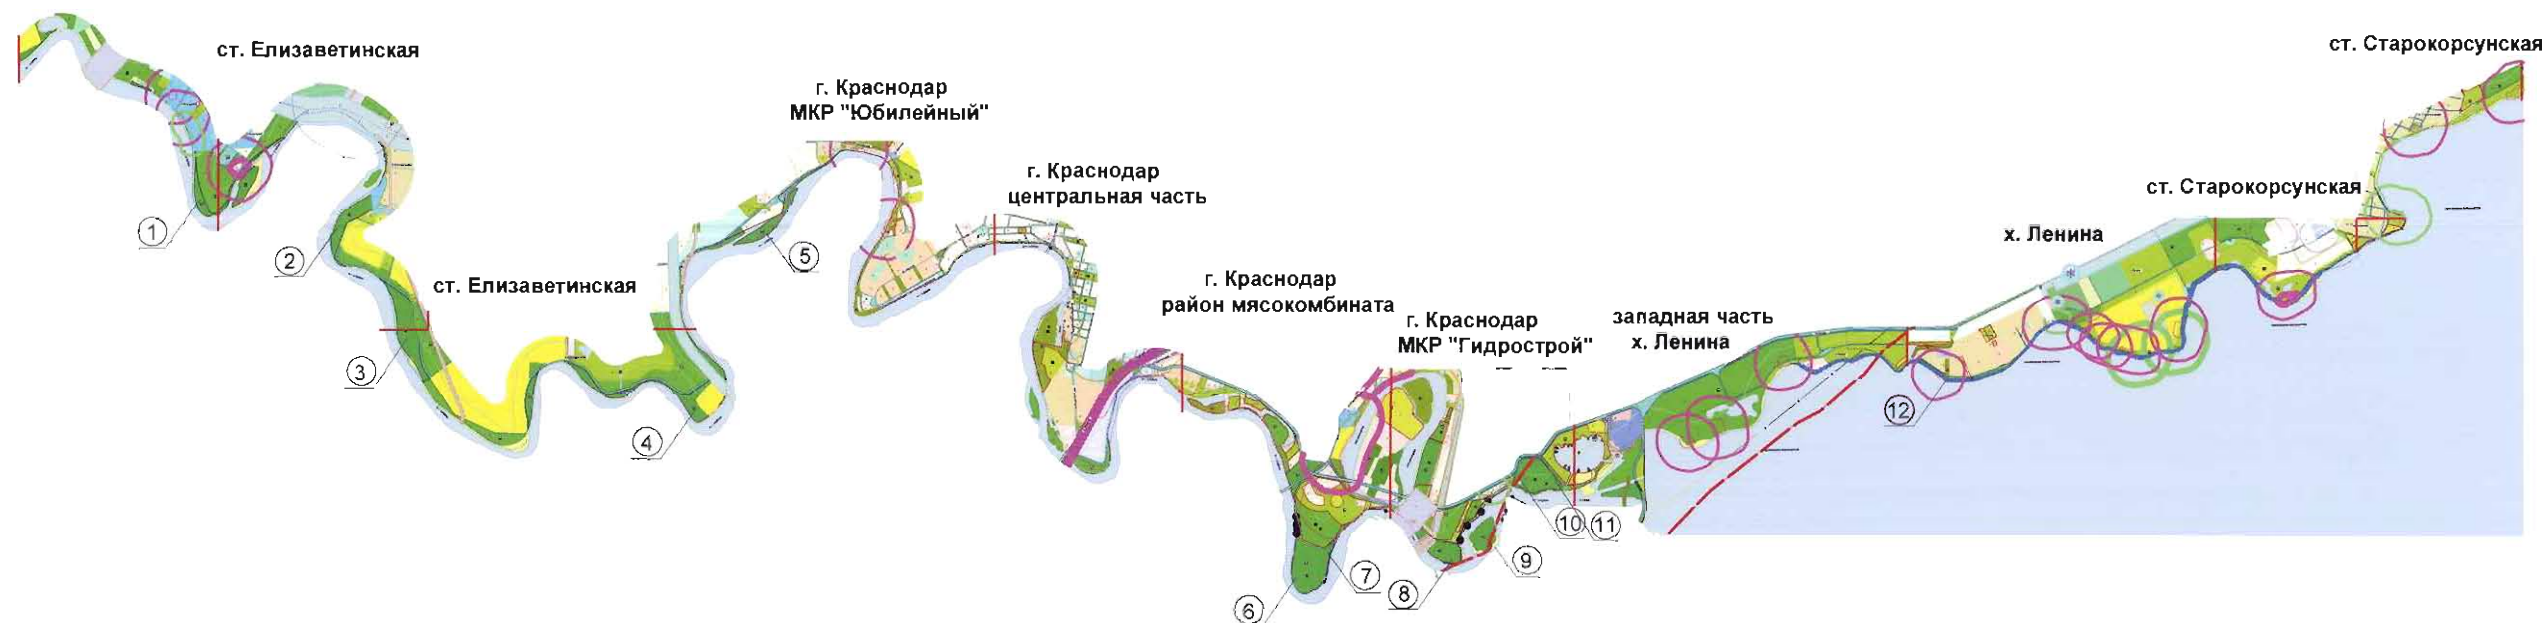 ст. Елизаветинская
г. Краснодар
МКР "Юбилейный"
г. Краснодар
центральная часть
ст. Старокорсунская
ст. Старокорсунская
х. Ленина
ст. Елизаветинская
г. Краснодар
район мясокомбината
г. Краснодар
МКР "Гидрострой"
западная часть
х. Ленина
1
2
3
4
5
6
7
8
9
10
11
12